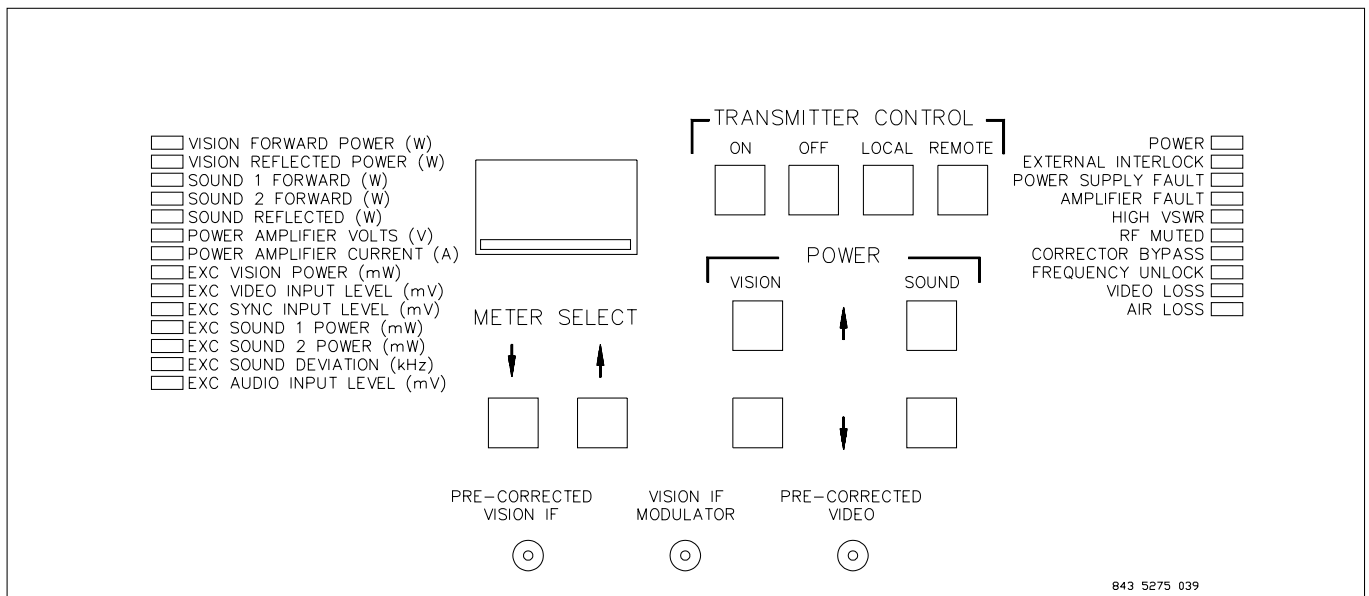 VISION FORWARD POWER (W)
VISION REFLECTED POWER (W)
SOUND 1 FORWARD (W)
SOUND 2 FORWARD (W)
SOUND REFLECTED (W)
POWER AMPLIFIER VOLTS (V)
POWER AMPLIFIER CURRENT (A)
EXC VISION POWER (mW)
EXC VIDEO INPUT LEVEL (mV)
EXC SYNC INPUT LEVEL (mV)
EXC SOUND 1 POWER (mW)
EXC SOUND 2 POWER (mW)
EXC SOUND DEVIATION (kHz)
EXC AUDIO INPUT LEVEL (mV)
METER SELECT
TRANSMITTER CONTROL
ON OFF LOCAL REMOTE
POWER
VISION SOUND
POWER
EXTERNAL INTERLOCK
POWER SUPPLY FAULT
AMPLIFIER FAULT
HIGH VSWR
RF MUTED
CORRECTOR BYPASS
FREQUENCY UNLOCK
VIDEO LOSS
AIR LOSS
PRE-CORRECTED
VISION IF
VISION IF
MODULATOR
PRE-CORRECTED
VIDEO
843 5275 039